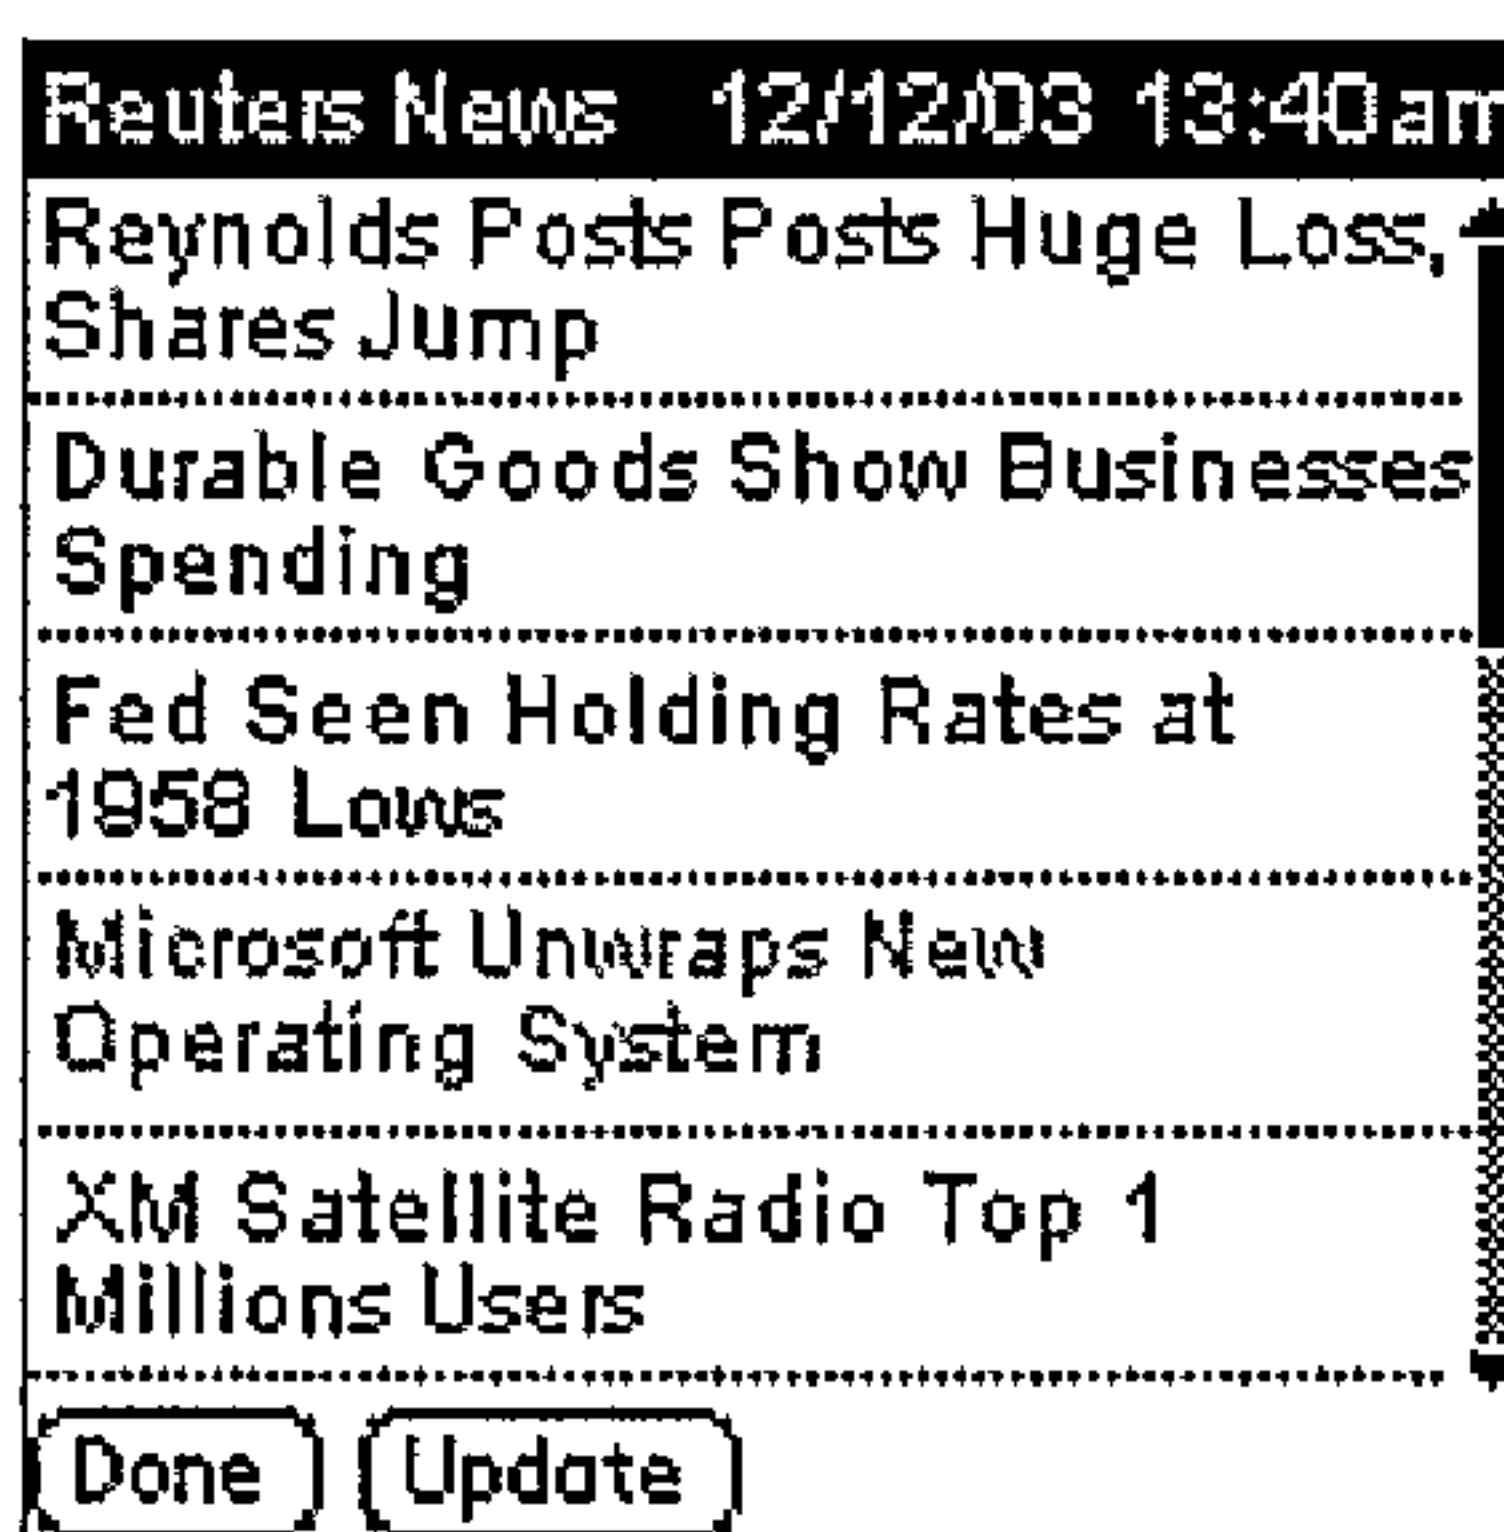 Reuters News 12/12/03 13:40am
Reynolds Posts Posts Huge Loss,
Shares Jump
Durable Goods Show Businesses
Spending
Fed Seen Holding Rates at
1958 Lows
Microsoft Unwraps New
Operating System
XM Satellite Radio Top 1
Millions Users
Done Update